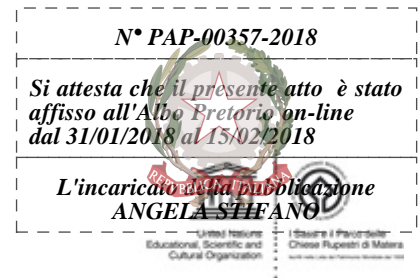 N° PAP-00357-2018
Si attesta che il presente atto è stato
affisso all'Albo Pretorio on-line
dal 31/01/2018 al 15/02/2018
L'incaricato della pubblicazione
ANGELA STIFANO
REPVBBLICA ITALIANA
United Nations
Educational, Scientific and
Cultural Organization
I Sassi e il Parco delle
Chiese Rupestri di Matera